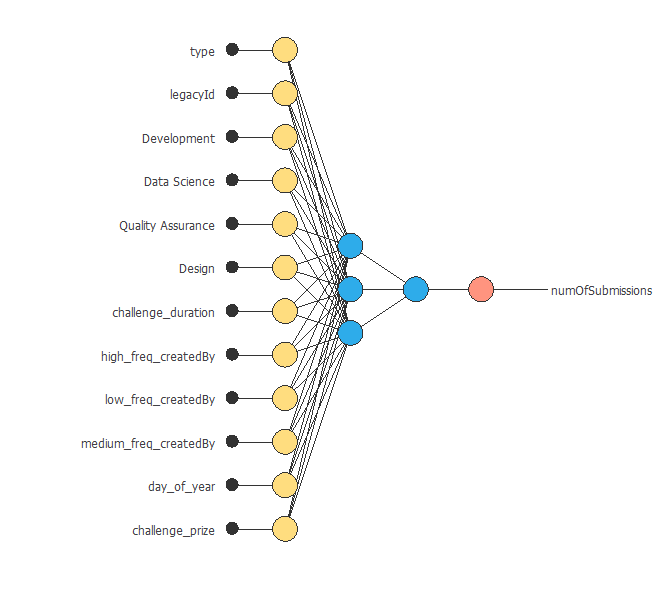 type
legacyId
Development
Data Science
Quality Assurance
Design
challenge_duration
high_freq_createdBy
low_freq_createdBy
medium_freq_createdBy
day_of_year
challenge_prize
numOfSubmissions